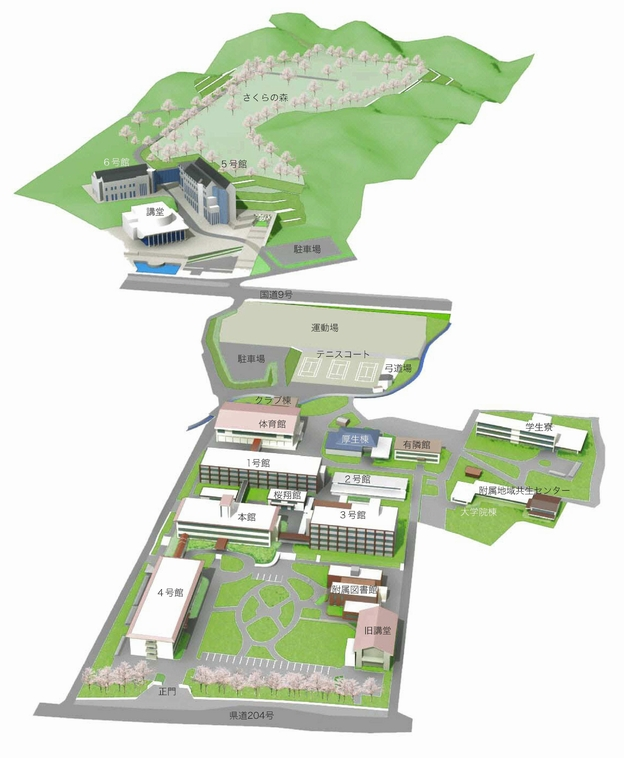 さくらの森
6号館
5号館
講堂
駐車場
国道9号
運動場
テニスコート
駐車場
弓道場
クラブ棟
体育館
学生寮
厚生棟
有隣館
1号館
2号館
附属地域共生センター
桜翔館
大学院棟
本館
3号館
4号館
附属図書館
旧講堂
正門
県道204号